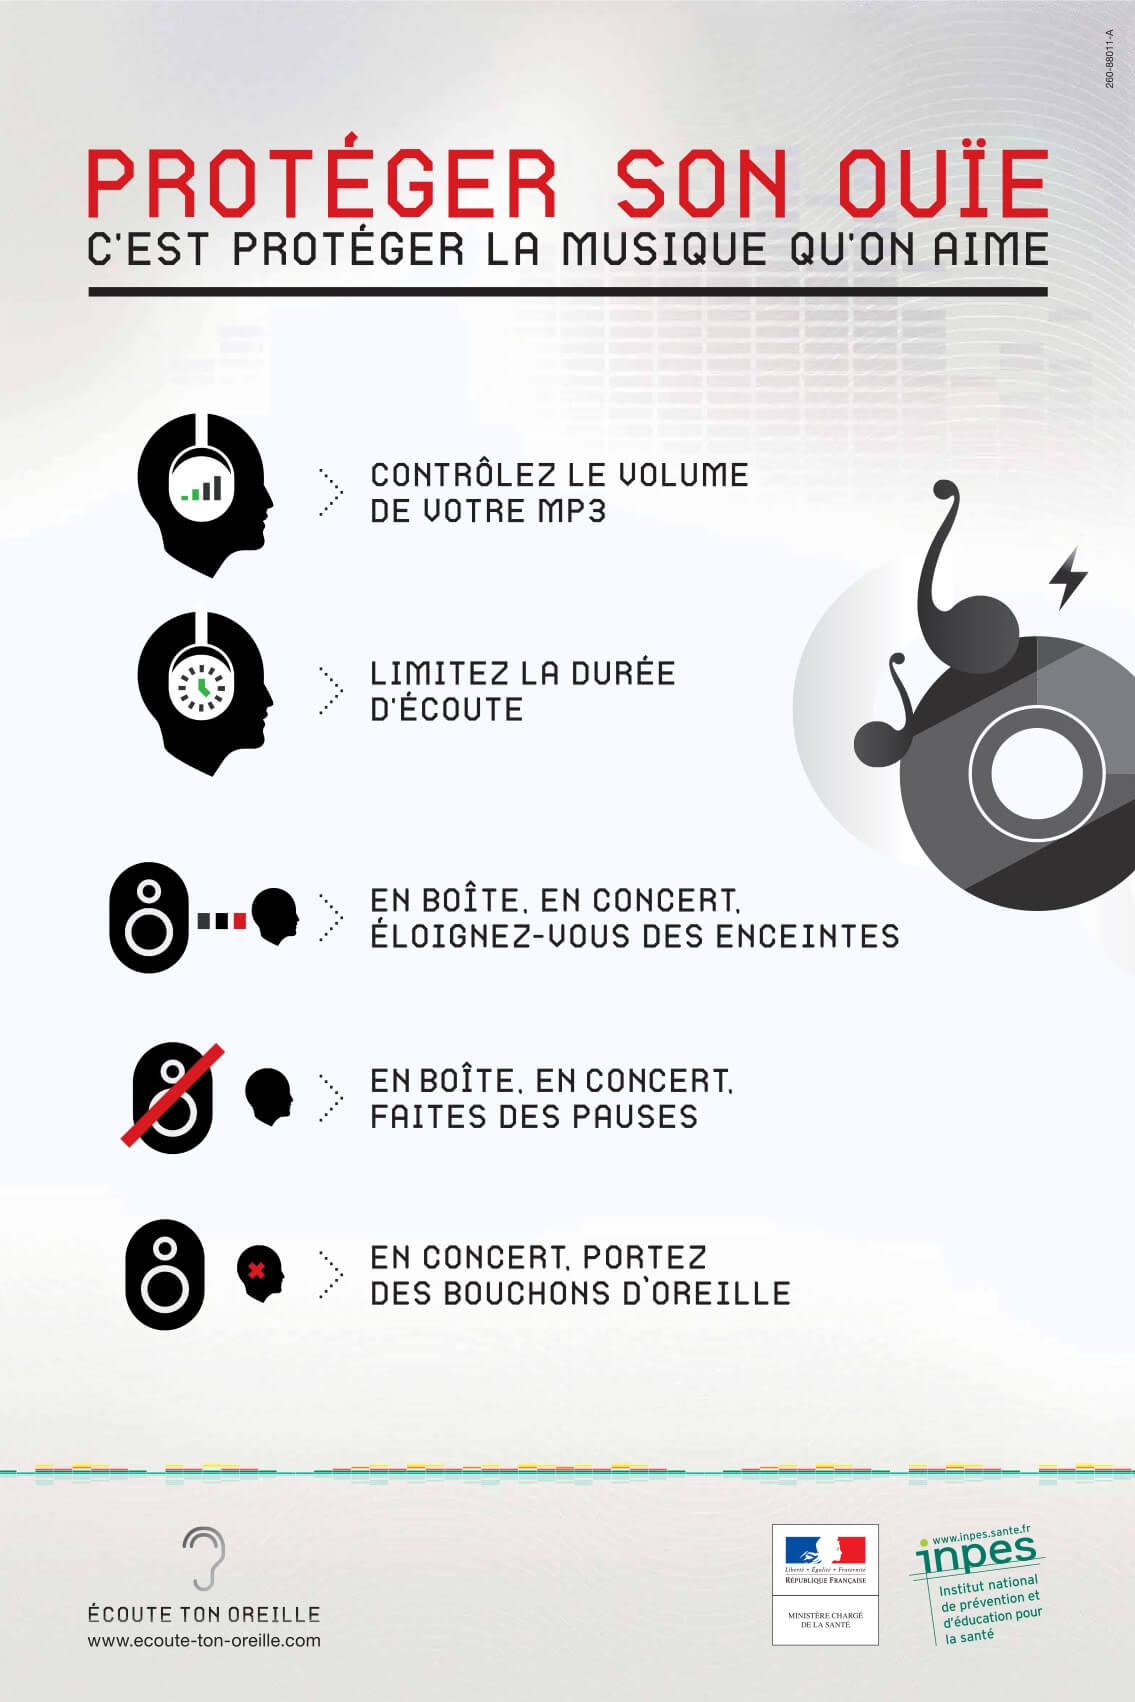 260-88011-A
PROTÉGER SON OUÏE
C'EST PROTÉGER LA MUSIQUE QU'ON AIME
CONTRÔLEZ LE VOLUME
DE VOTRE MP3
LIMITEZ LA DURÉE
D'ÉCOUTE
EN BOÎTE, EN CONCERT,
ÉLOIGNEZ-VOUS DES ENCEINTES
EN BOÎTE, EN CONCERT,
FAITES DES PAUSES
EN CONCERT, PORTEZ
DES BOUCHONS D'OREILLE
ÉCOUTE TON OREILLE
www.ecoute-ton-oreille.com
Liberté • Égalité • Fraternité
RÉPUBLIQUE FRANÇAISE
MINISTÈRE CHARGÉ
DE LA SANTÉ
www.inpes.sante.fr
inpes
Institut national
de prévention et
d'éducation pour
la santé